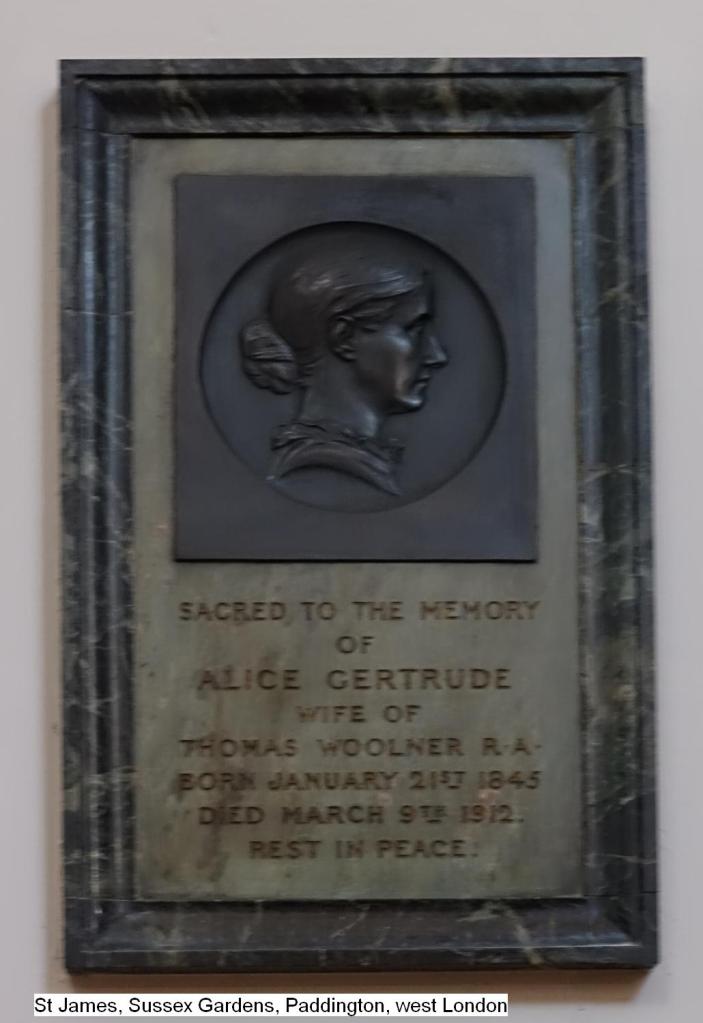 SACRED TO THE MEMORY
OF
ALICE GERTRUDE
WIFE OF
THOMAS WOOLNER R·A·
BORN JANUARY 21ST 1845
DIED MARCH 9TH 1912.
REST IN PEACE.
St James, Sussex Gardens, Paddington, west London